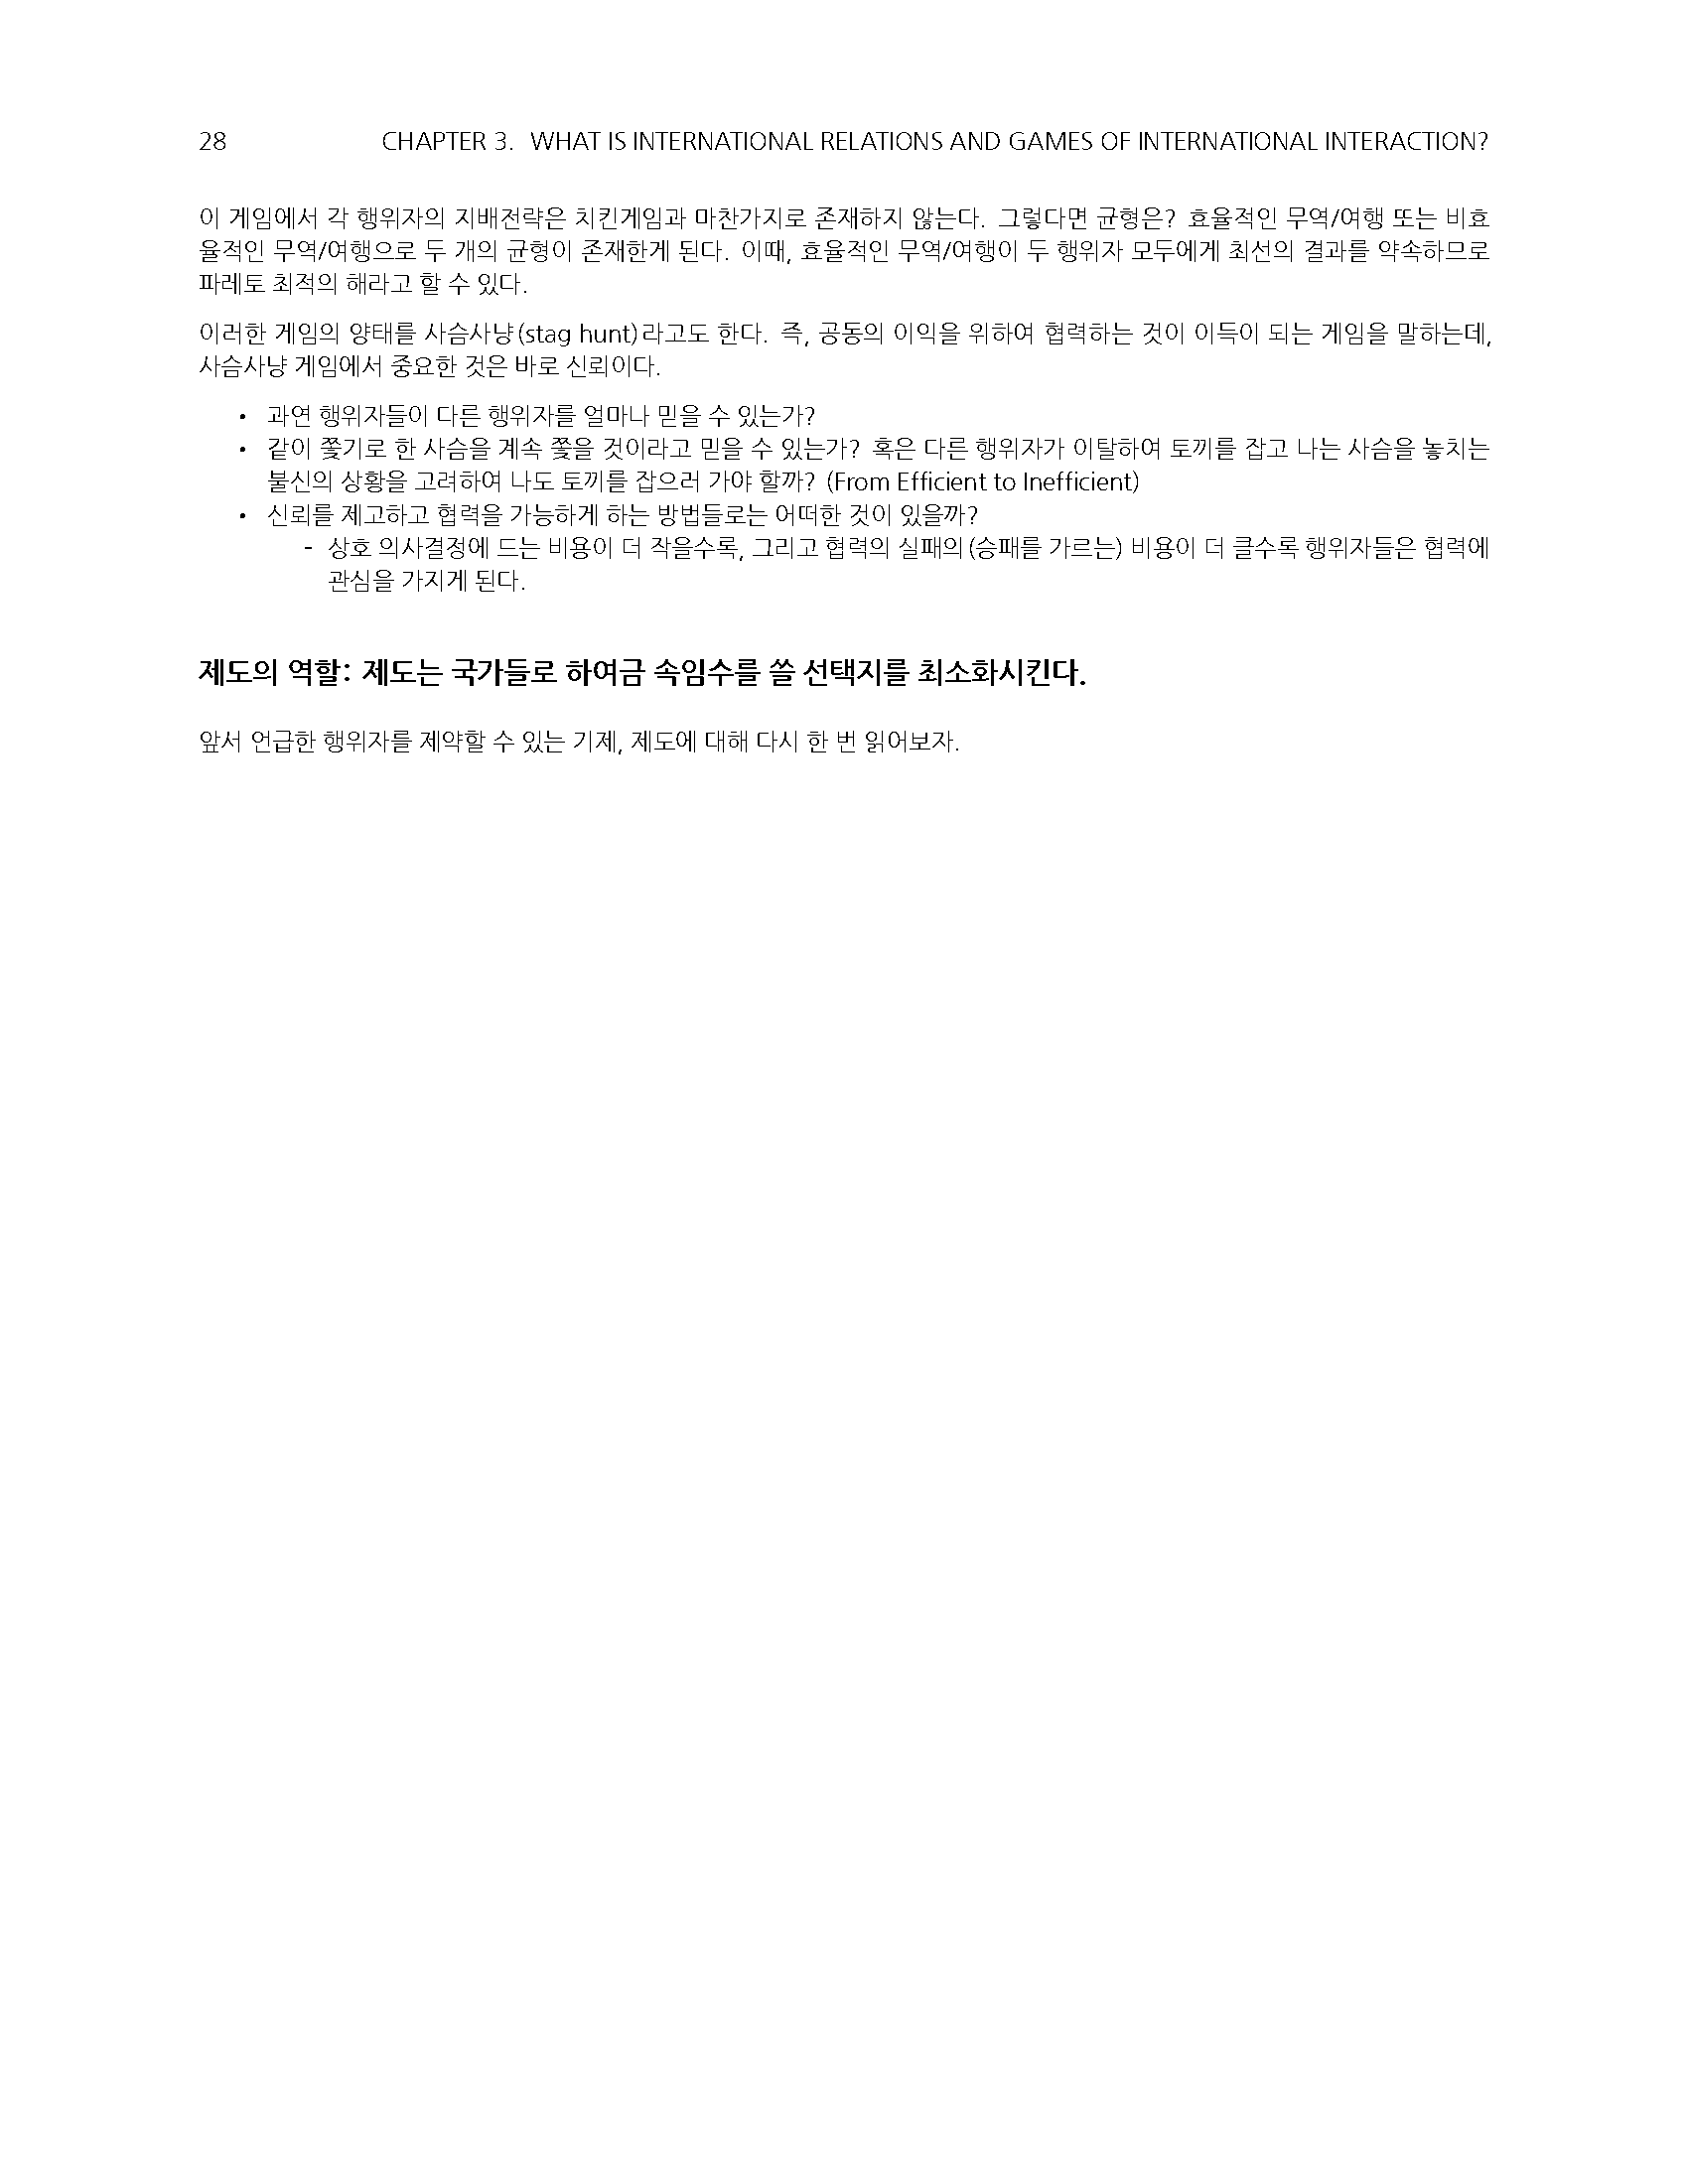 28 CHAPTER 3. WHAT IS INTERNATIONAL RELATIONS AND GAMES OF INTERNATIONAL INTERACTION?
이 게임에서 각 행위자의 지배전략은 치킨게임과 마찬가지로 존재하지 않는다. 그렇다면 균형은? 효율적인 무역/여행 또는 비효
율적인 무역/여행으로 두 개의 균형이 존재한게 된다. 이때, 효율적인 무역/여행이 두 행위자 모두에게 최선의 결과를 약속하므로
파레토 최적의 해라고 할 수 있다.
이러한 게임의 양태를 사슴사냥(stag hunt)라고도 한다. 즉, 공동의 이익을 위하여 협력하는 것이 이득이 되는 게임을 말하는데,
사슴사냥 게임에서 중요한 것은 바로 신뢰이다.
• 과연 행위자들이 다른 행위자를 얼마나 믿을 수 있는가?
• 같이 쫓기로 한 사슴을 계속 쫓을 것이라고 믿을 수 있는가? 혹은 다른 행위자가 이탈하여 토끼를 잡고 나는 사슴을 놓치는
불신의 상황을 고려하여 나도 토끼를 잡으러 가야 할까? (From Efficient to Inefficient)
• 신뢰를 제고하고 협력을 가능하게 하는 방법들로는 어떠한 것이 있을까?
- 상호 의사결정에 드는 비용이 더 작을수록, 그리고 협력의 실패의(승패를 가르는) 비용이 더 클수록 행위자들은 협력에
관심을 가지게 된다.
제도의 역할: 제도는 국가들로 하여금 속임수를 쓸 선택지를 최소화시킨다.
앞서 언급한 행위자를 제약할 수 있는 기제, 제도에 대해 다시 한 번 읽어보자.